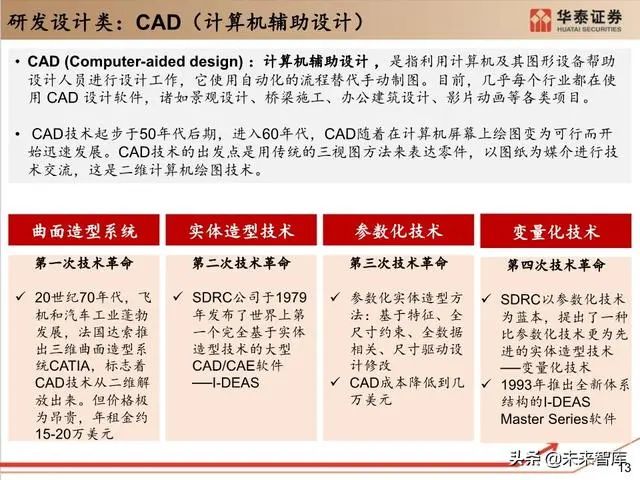 研发设计类：CAD（计算机辅助设计）
华泰证券
HUATAI SECURITIES
• CAD (Computer-aided design)：计算机辅助设计，是指利用计算机及其图形设备帮助
设计人员进行设计工作，它使用自动化的流程替代手动制图。目前，几乎每个行业都在使
用 CAD 设计软件，诸如景观设计、桥梁施工、办公建筑设计、影片动画等各类项目。
• CAD技术起步于50年代后期，进入60年代，CAD随着在计算机屏幕上绘图变为可行而开
始迅速发展。CAD技术的出发点是用传统的三视图方法来表达零件，以图纸为媒介进行技
术交流，这是二维计算机绘图技术。
曲面造型系统
第一次技术革命
✓ 20世纪70年代，飞
机和汽车工业蓬勃
发展，法国达索推
出三维曲面造型系
统CATIA，标志着
CAD技术从二维解
放出来。但价格极
为昂贵，年租金约
15-20万美元
实体造型技术
第二次技术革命
✓ SDRC公司于1979
年发布了世界上第
一个完全基于实体
造型技术的大型
CAD/CAE软件
——I-DEAS
参数化技术
第三次技术革命
✓ 参数化实体造型方
法：基于特征、全
尺寸约束、全数据
相关、尺寸驱动设
计修改
✓ CAD成本降低到几
万美元
变量化技术
第四次技术革命
✓ SDRC以参数化技术
为蓝本，提出了一种
比参数化技术更为先
进的实体造型技术
——变量化技术
✓ 1993年推出全新体系
结构的I-DEAS
Master Series软件
头条 @未来智库
13